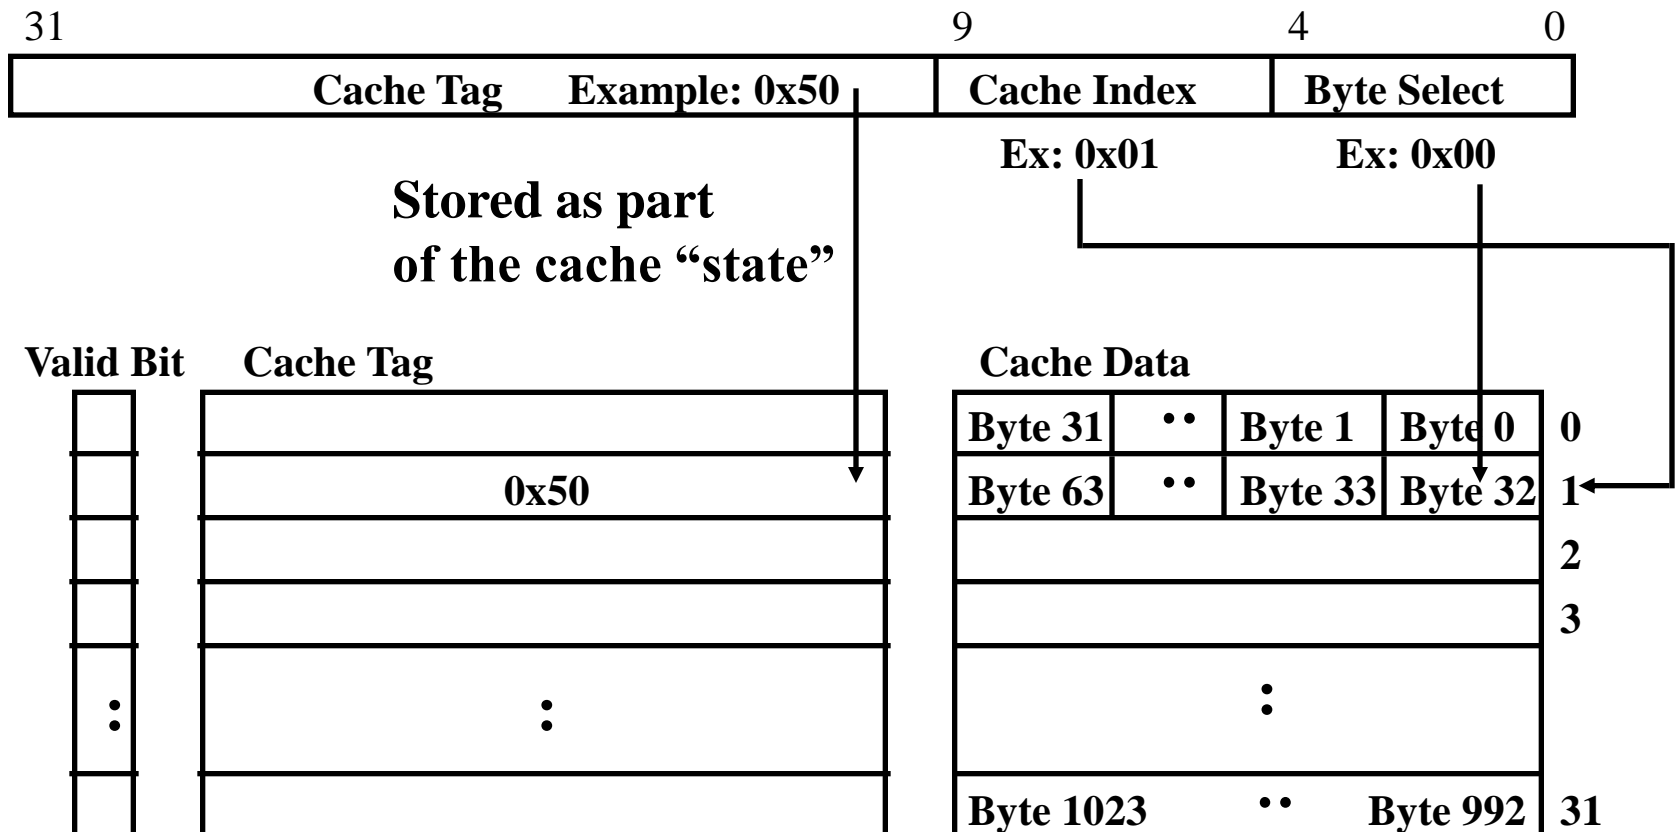 31 9 4 0
Cache Tag Example: 0x50 Cache Index Byte Select
Ex: 0x01 Ex: 0x00
Stored as part
of the cache “state”
Valid Bit Cache Tag Cache Data
Byte 31 •• Byte 1 Byte 0 0
0x50 Byte 63 •• Byte 33 Byte 32 1
2
3
: : :
Byte 1023 •• Byte 992 31